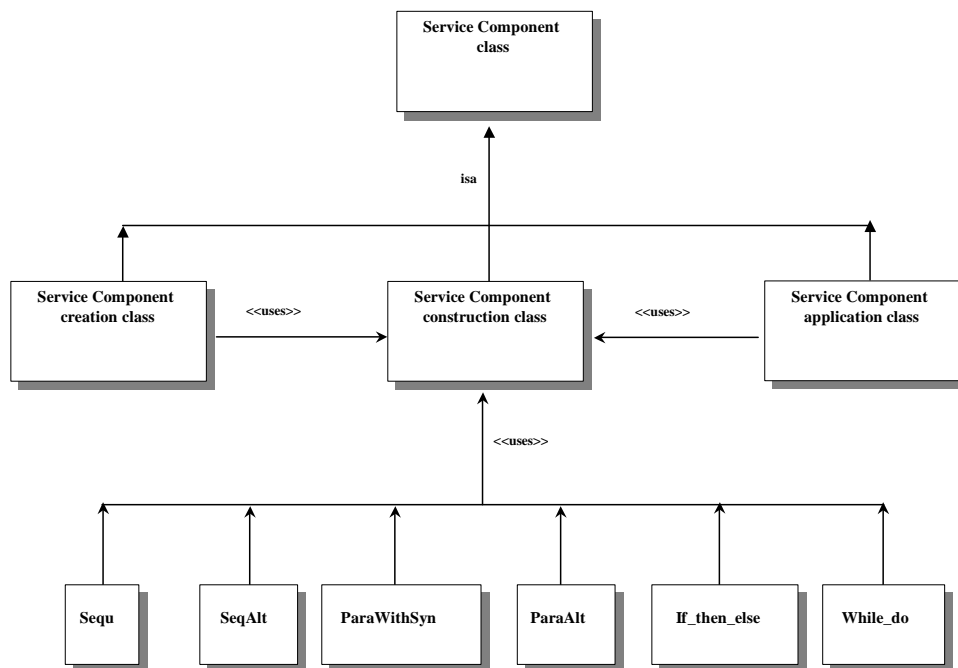 Service Component
class
isa
Service Component
creation class
<<uses>>
Service Component
construction class
<<uses>>
Service Component
application class
<<uses>>
Sequ
SeqAlt
ParaWithSyn
ParaAlt
If_then_else
While_do